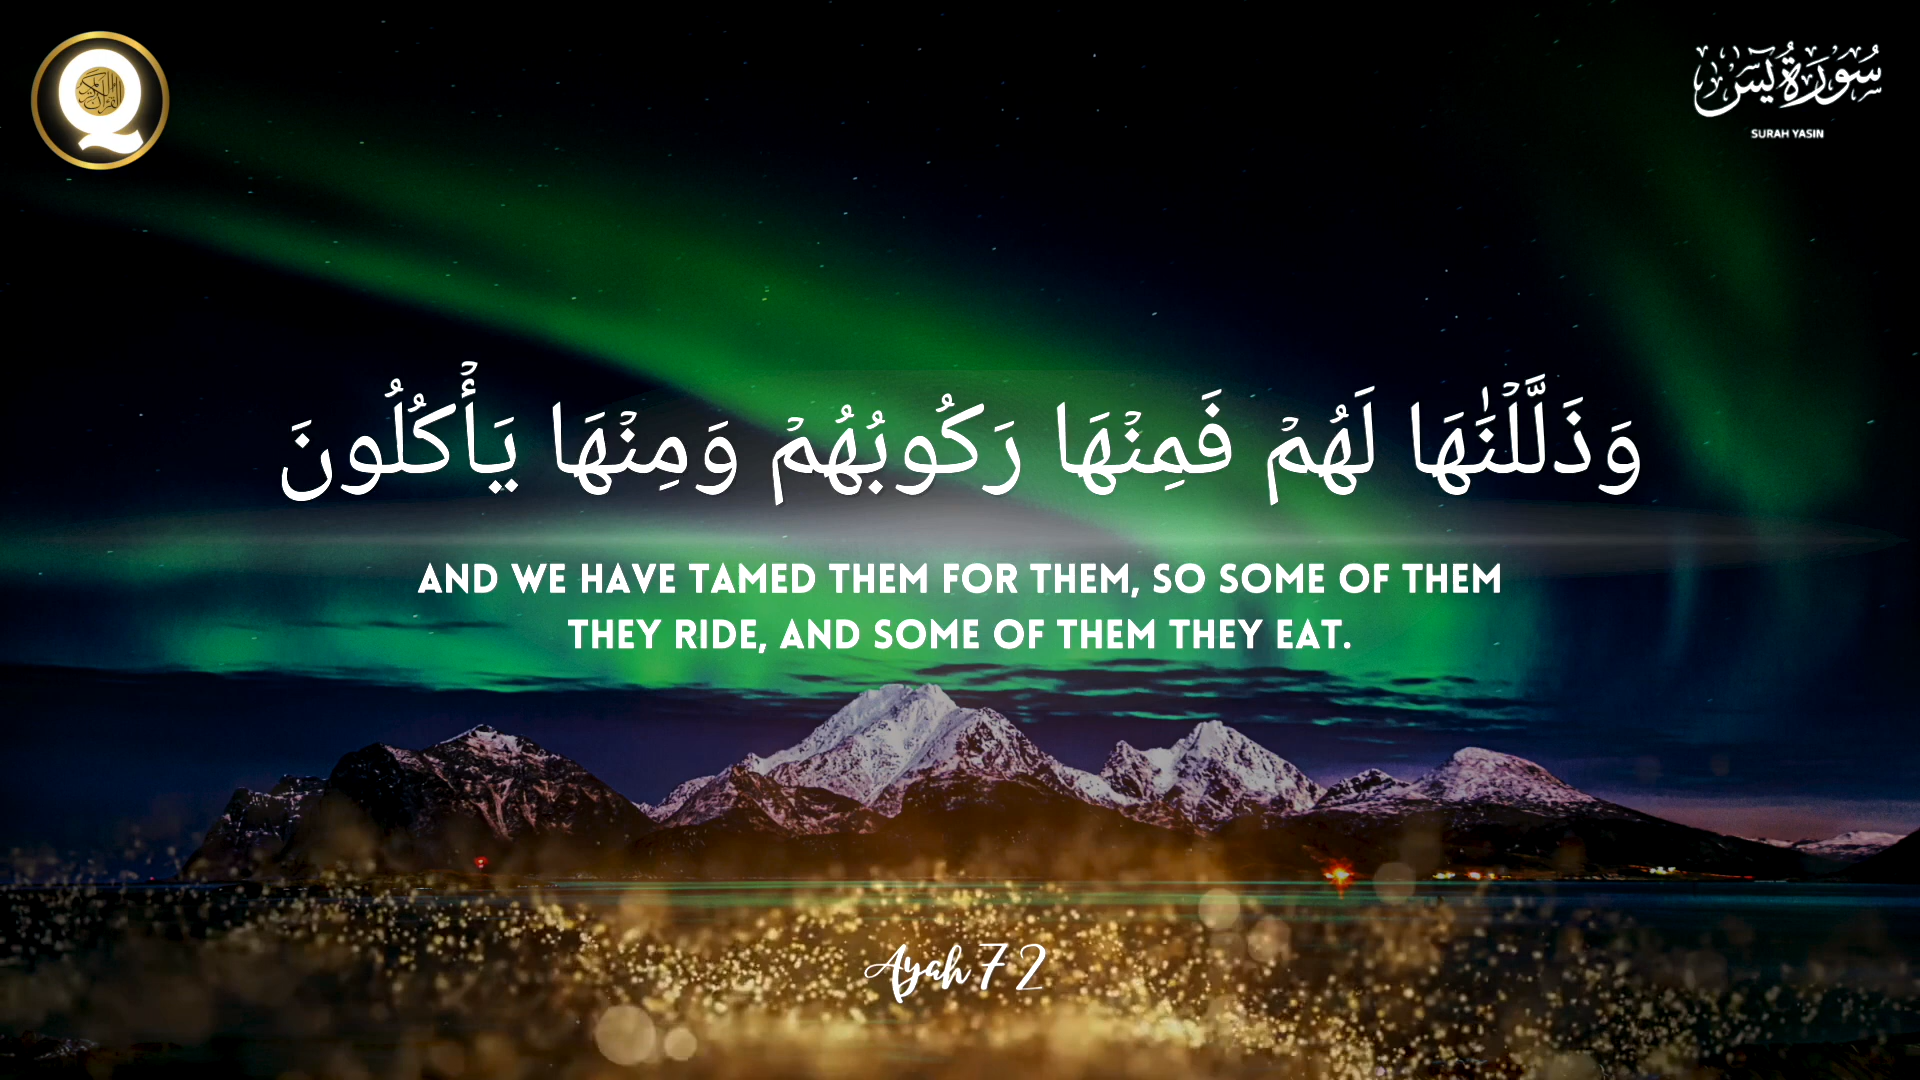 سُورَةُ يسٓ
SURAH YASIN
وَذَلَّلْنَٰهَا لَهُمْ فَمِنْهَا رَكُوبُهُمْ وَمِنْهَا يَأْكُلُونَ
AND WE HAVE TAMED THEM FOR THEM, SO SOME OF THEM
THEY RIDE, AND SOME OF THEM THEY EAT.
Ayah 72